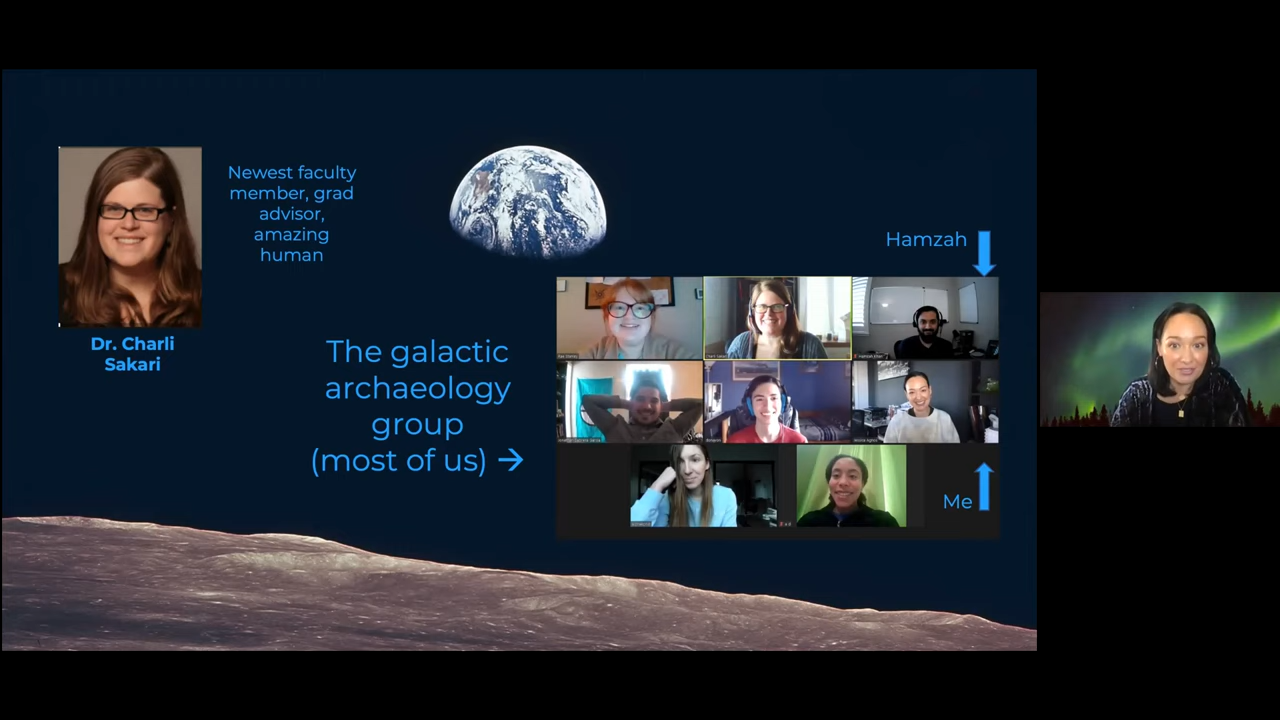 Newest faculty
member, grad
advisor,
amazing
human
Dr. Charli
Sakari
The galactic
archaeology
group
(most of us) →
Hamzah
Me